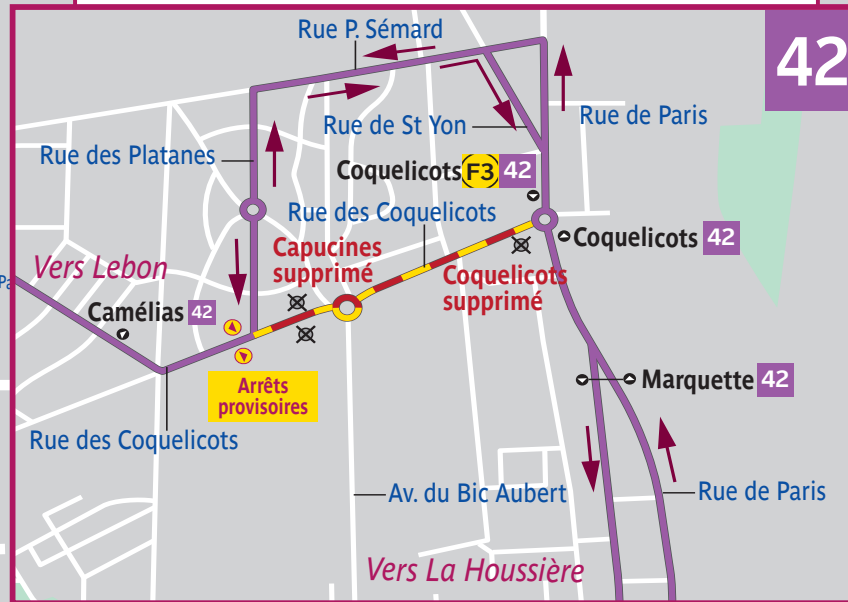 Rue P. Sémard
42
Rue de St Yon
Rue de Paris
Rue des Platanes
Coquelicots F3 42
Rue des Coquelicots
Capucines
supprimé
Coquelicots 42
Vers Lebon
Coquelicots
supprimé
Camélias 42
Arrêts
provisoires
Marquette 42
Rue des Coquelicots
Av. du Bic Aubert
Rue de Paris
Vers La Houssière